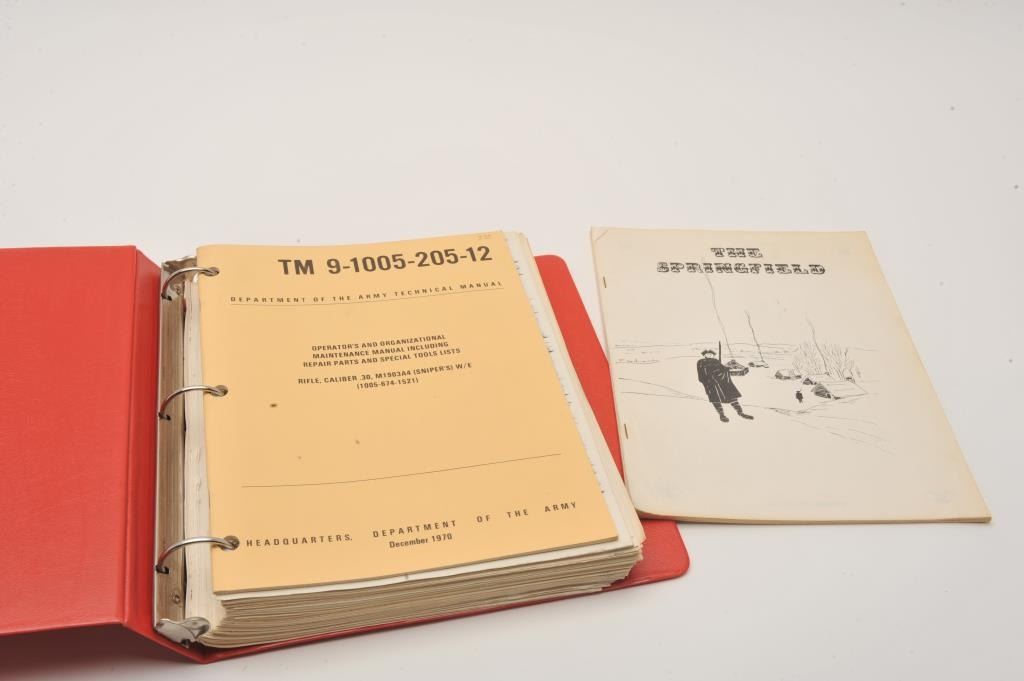 TM 9-1005-205-12
DEPARTMENT OF THE ARMY TECHNICAL MANUAL
OPERATOR'S AND ORGANIZATIONAL
MAINTENANCE MANUAL INCLUDING
REPAIR PARTS AND SPECIAL TOOLS LISTS
RIFLE, CALIBER .30, M1903A4 (SNIPER'S) W/E
(1005-674-1521)
HEADQUARTERS, DEPARTMENT OF THE ARMY
December 1970
THE
SPRINGFIELD